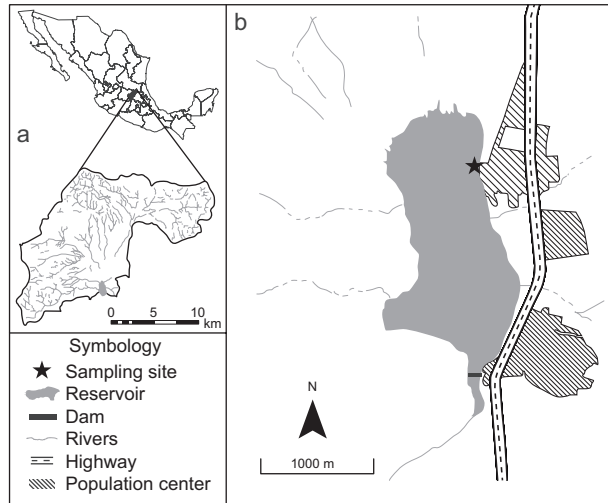 a
0 5 10
km
Symbology
Sampling site
Reservoir
Dam
Rivers
Highway
Population center
b
N
1000 m